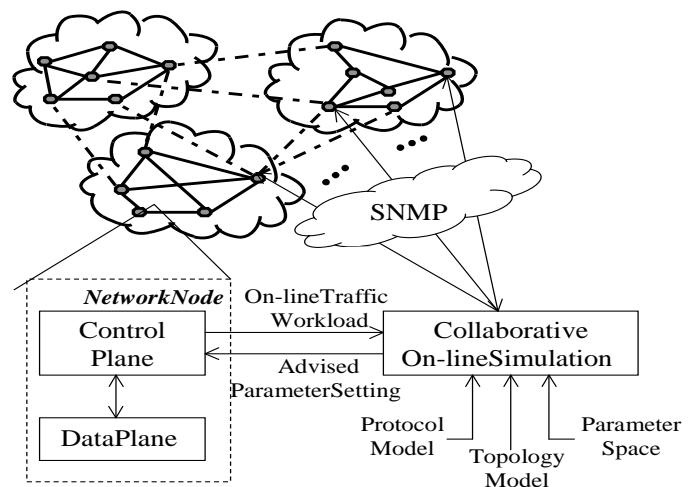 SNMP
NetworkNode
Control
Plane
DataPlane
On-lineTraffic
Workload
Advised
ParameterSetting
Collaborative
On-lineSimulation
Protocol
Model
Topology
Model
Parameter
Space